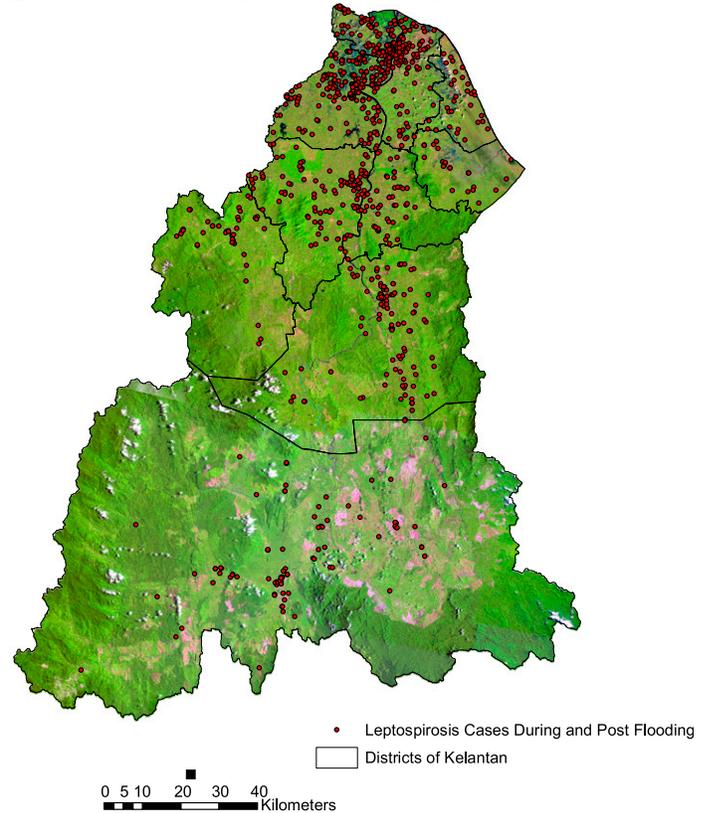 Leptospirosis Cases During and Post Flooding
Districts of Kelantan
0 5 10 20 30 40
Kilometers